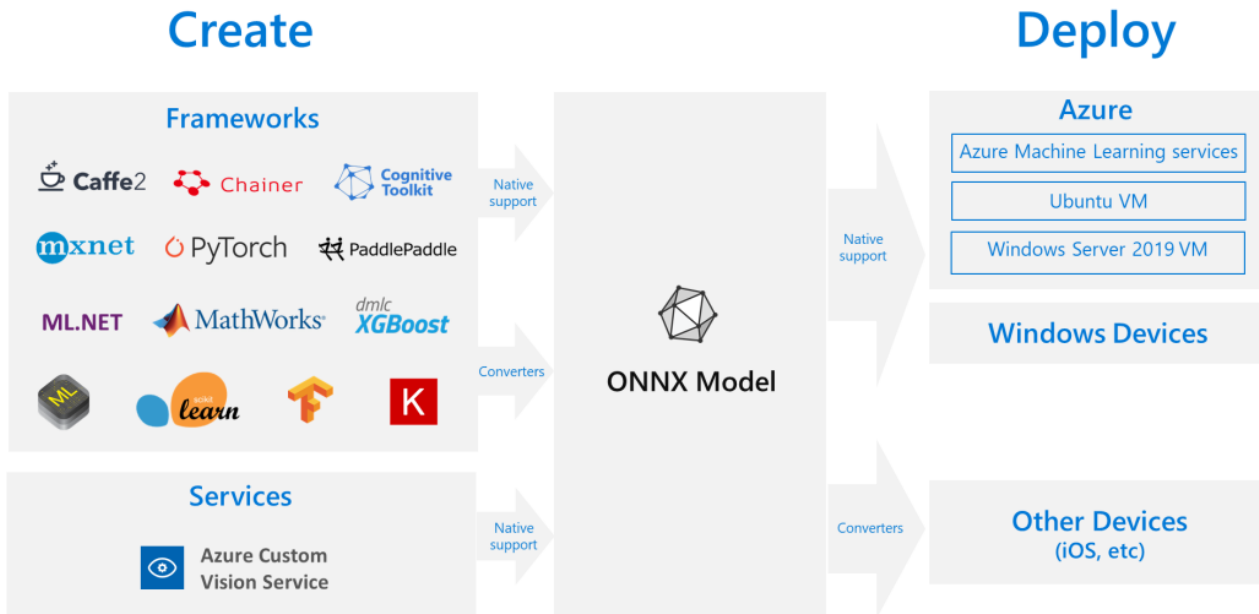 Create
Deploy
Frameworks
Caffe2
Chainer
Cognitive
Toolkit
mxnet
PyTorch
PaddlePaddle
ML.NET
MathWorks®
dmlc
XGBoost
ML
scikit
learn
K
Native
support
Converters
Services
Azure Custom
Vision Service
Native
support
ONNX Model
Native
support
Converters
Azure
Azure Machine Learning services
Ubuntu VM
Windows Server 2019 VM
Windows Devices
Other Devices
(iOS, etc)